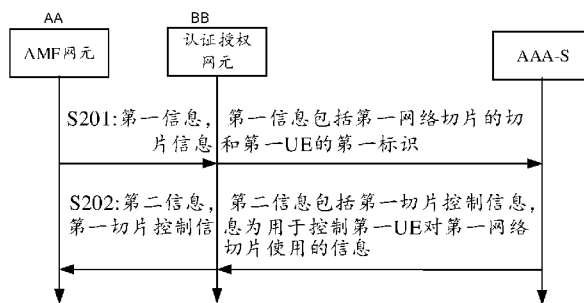 AA
BB
AMF网元
认证授权
网元
AAA-S
S201:第一信息，第一信息包括第一网络切片的切
片信息和第一UE的第一标识
S202:第二信息，第二信息包括第一切片控制信息，
第一切片控制信息为用于控制第一UE对第一网络
切片使用的信息